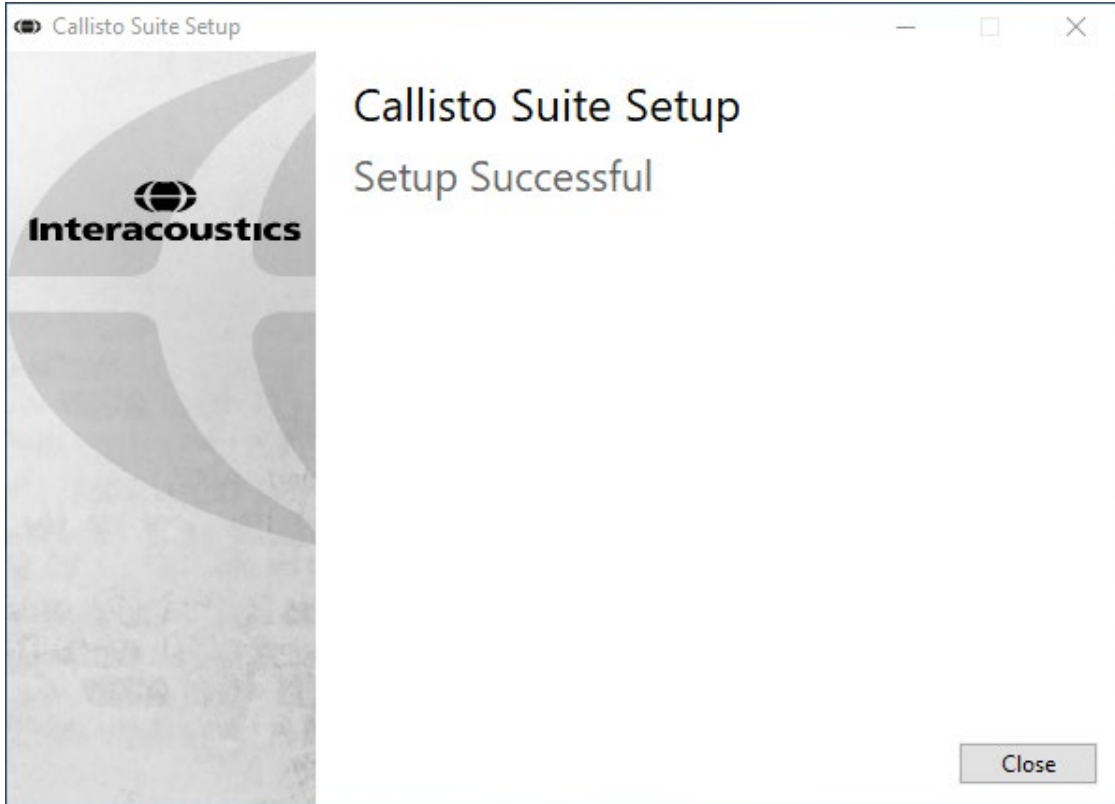 Callisto Suite Setup
Callisto Suite Setup
Setup Successful
Interacoustics
Close